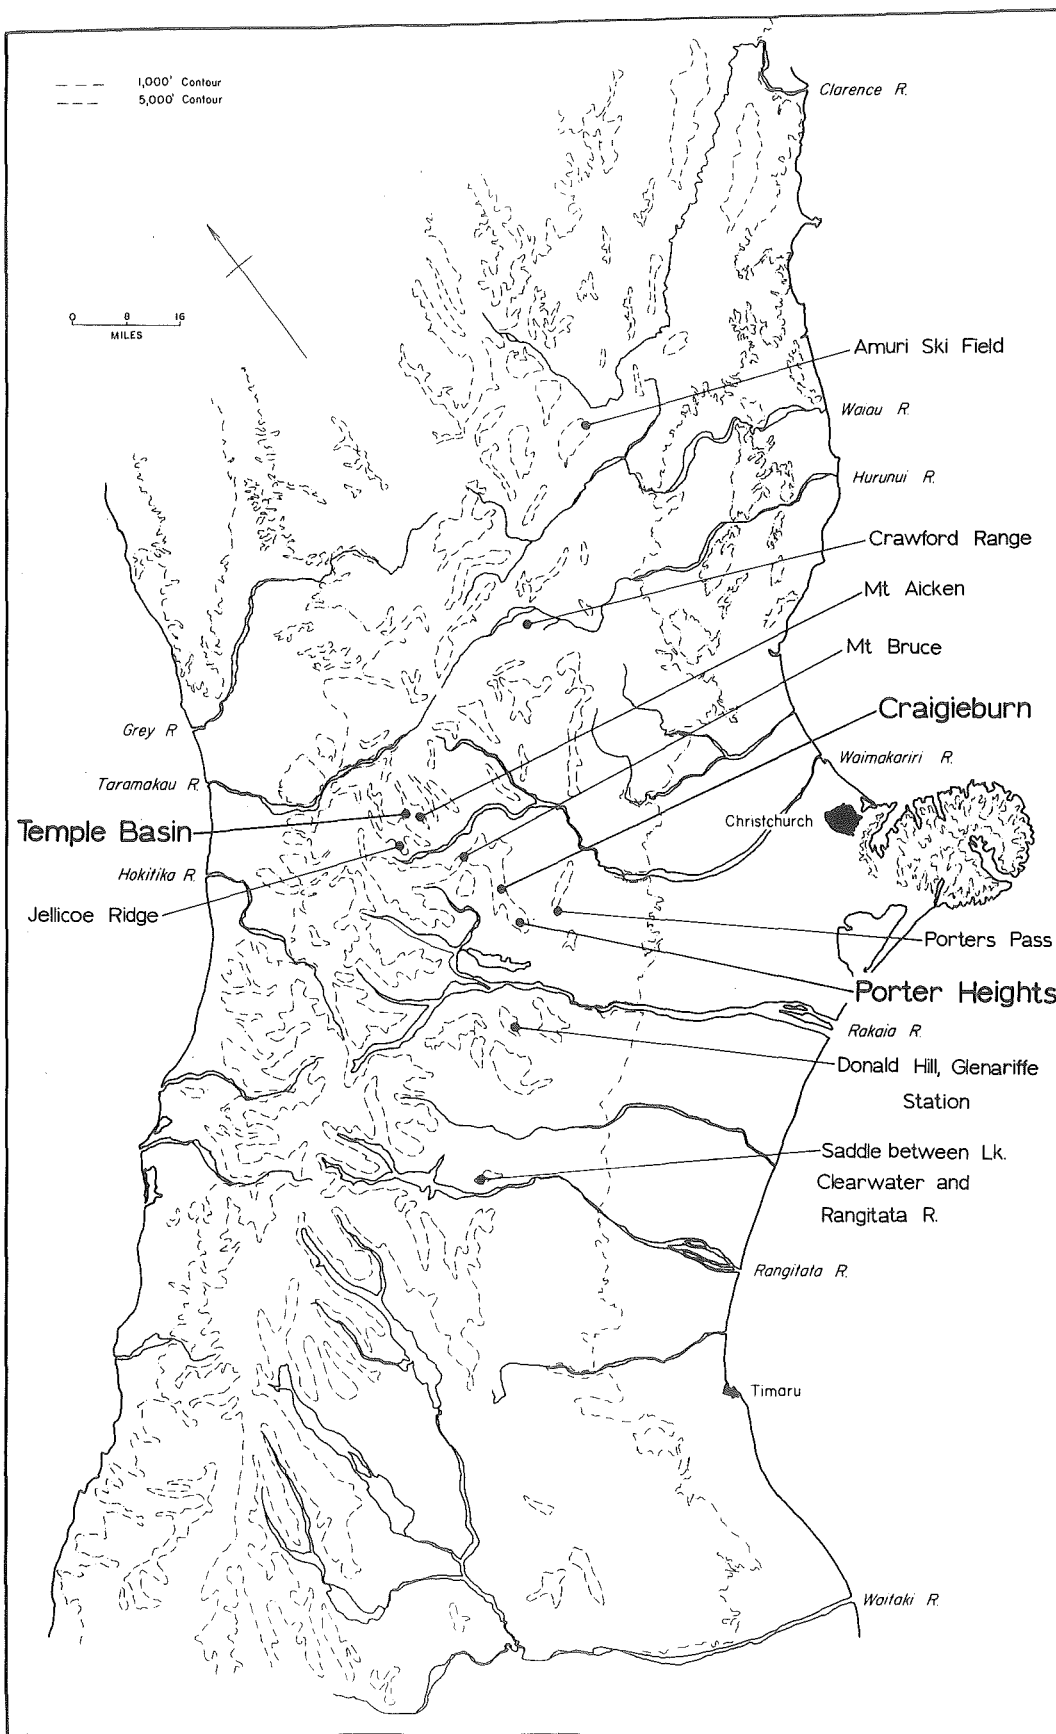 1,000' Contour
5,000' Contour
Clarence R.
0 8 16
MILES
Amuri Ski Field
Waiau R.
Hurunui R.
Crawford Range
Mt Aicken
Mt Bruce
Craigieburn
Grey R
Waimakariri R.
Taramakau R.
Christchurch
Temple Basin
Hokitika R.
Jellicoe Ridge
Porters Pass
Porter Heights
Rakaia R.
Donald Hill, Glenariffe
Station
Saddle between Lk.
Clearwater and
Rangitata R.
Rangitata R.
Timaru
Waitaki R.